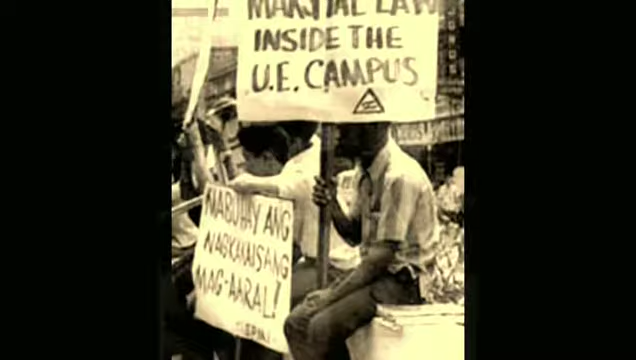 MARTIAL LAW
INSIDE THE
U.E. CAMPUS
MABUHAY ANG
NAGKAKAISANG
MAG-AARAL!